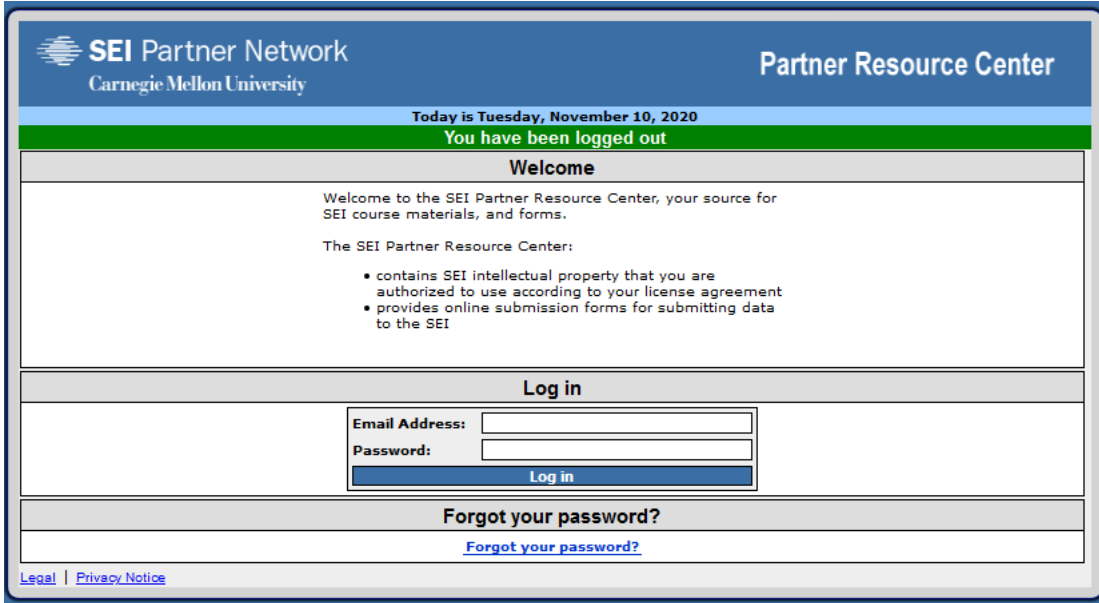 SEI Partner Network
Carnegie Mellon University
Partner Resource Center
Today is Tuesday, November 10, 2020
You have been logged out
Welcome
Welcome to the SEI Partner Resource Center, your source for
SEI course materials, and forms.
The SEI Partner Resource Center:
• contains SEI intellectual property that you are
authorized to use according to your license agreement
• provides online submission forms for submitting data
to the SEI
Log in
Email Address:
Password:
Log in
Forgot your password?
Forgot your password?
Legal | Privacy Notice